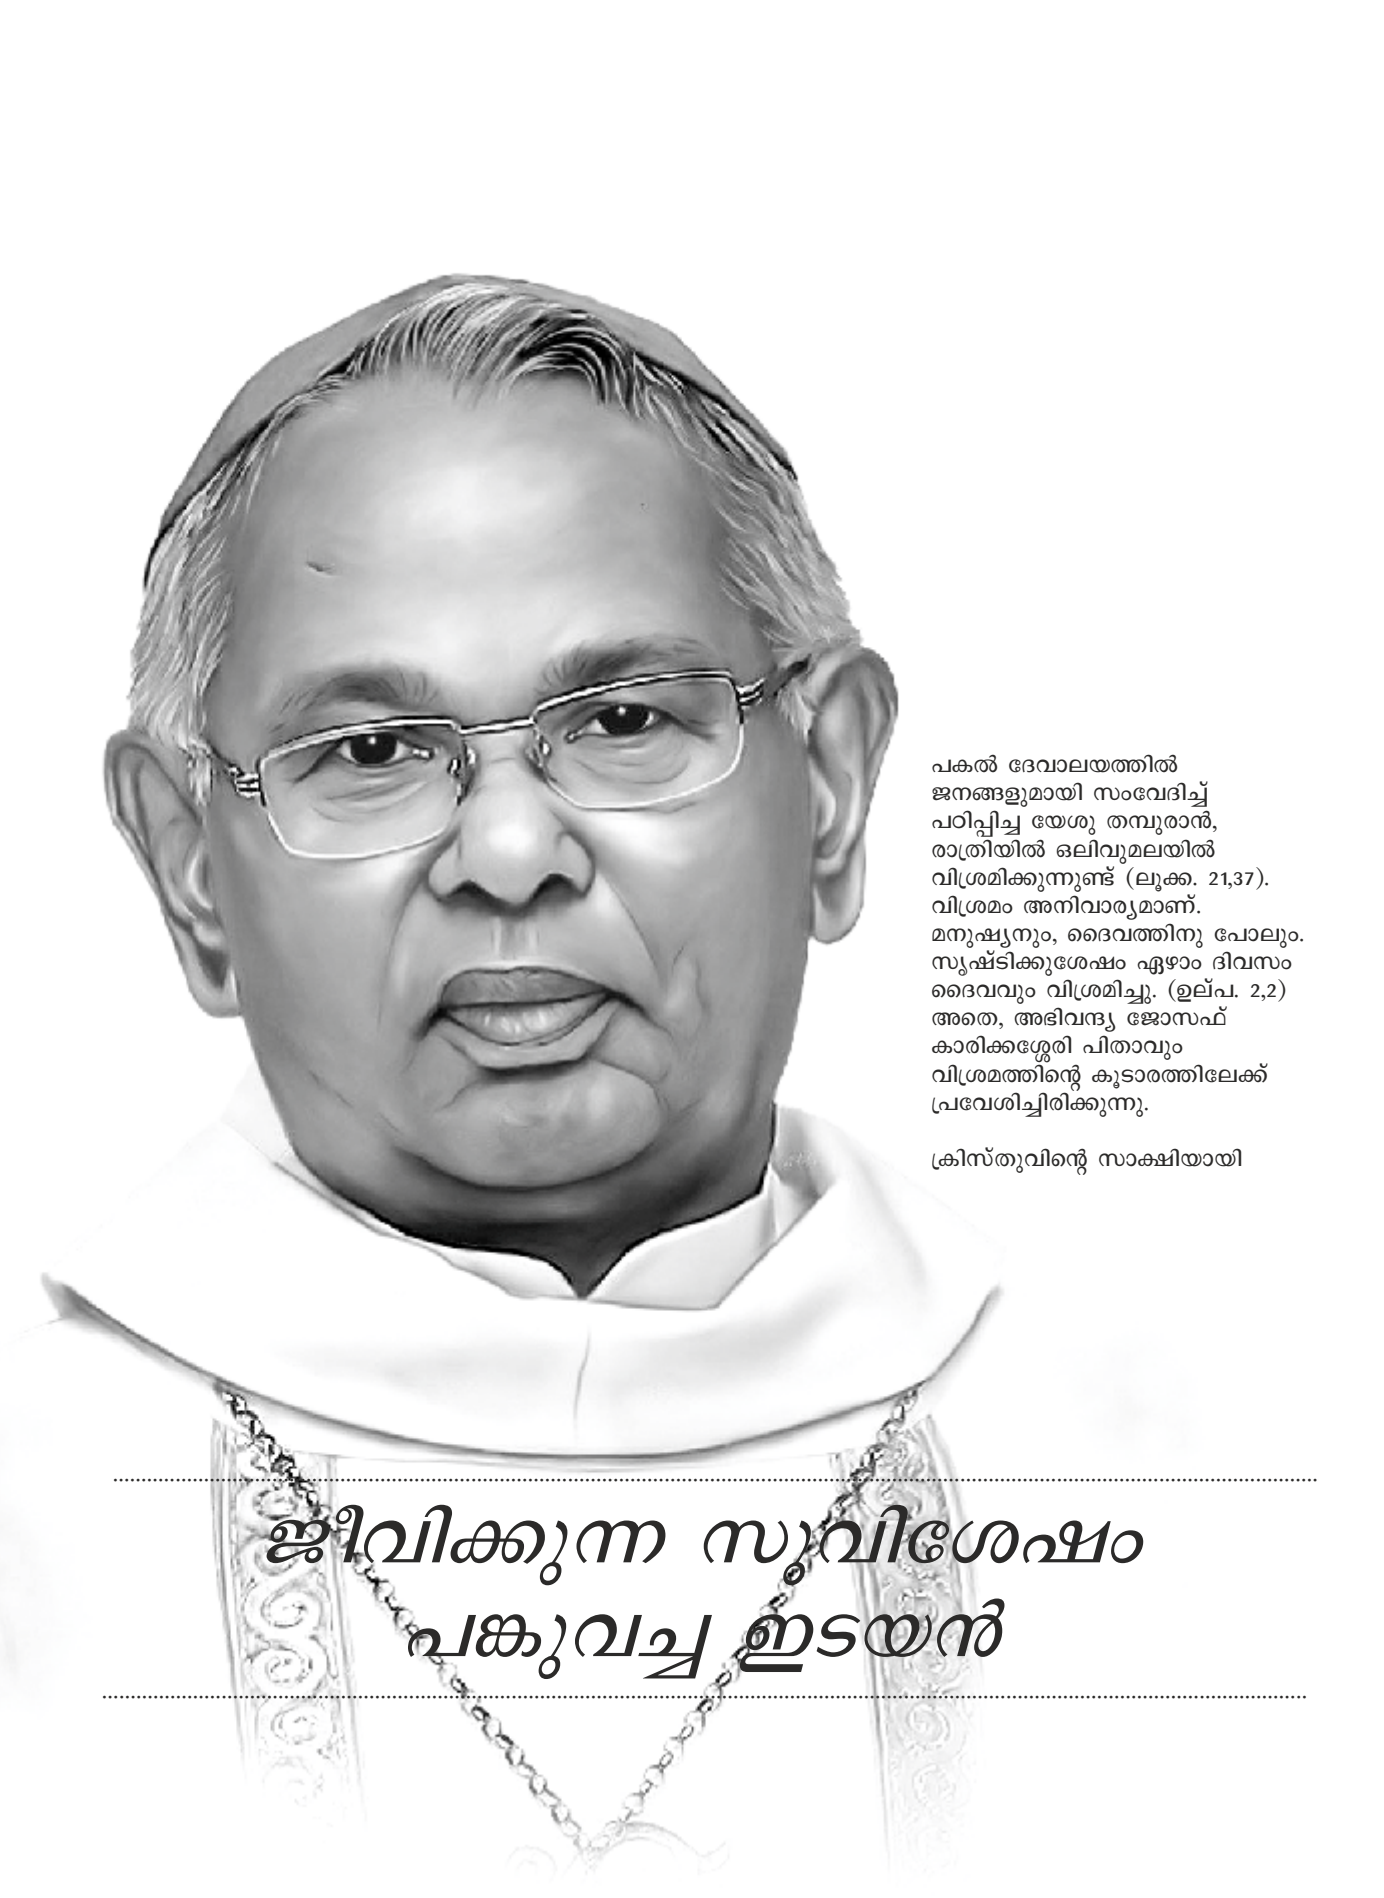 പകൽ ദേവാലയത്തിൽ
ജനങ്ങളുമായി സംവേദിച്ച്
പഠിപ്പിച്ച യേശു തമ്പുരാൻ,
രാത്രിയിൽ ഒലിവുമലയിൽ
വിശ്രമിക്കുന്നുണ്ട് (ലൂക്ക. 21,37).
വിശ്രമം അനിവാര്യമാണ്.
മനുഷ്യനും, ദൈവത്തിനു പോലും.
സൃഷ്ടിക്കുശേഷം ഏഴാം ദിവസം
ദൈവവും വിശ്രമിച്ചു. (ഉല്പ. 2,2)
അതെ, അഭിവന്ദ്യ ജോസഫ്
കാരിക്കശ്ശേരി പിതാവും
വിശ്രമത്തിന്റെ കൂടാരത്തിലേക്ക്
പ്രവേശിച്ചിരിക്കുന്നു.
ക്രിസ്തുവിന്റെ സാക്ഷിയായി
ജീവിക്കുന്ന സുവിശേഷം
പങ്കുവച്ച ഇടയൻ